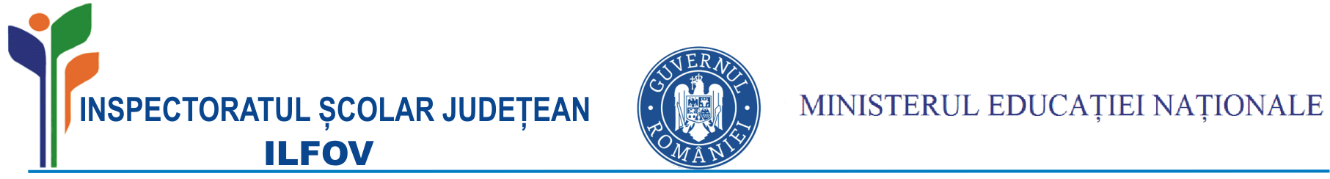 INSPECTORATUL ȘCOLAR JUDEȚEAN
ILFOV
GUVERNUL ROMÂNIEI
MINISTERUL EDUCAȚIEI NAȚIONALE